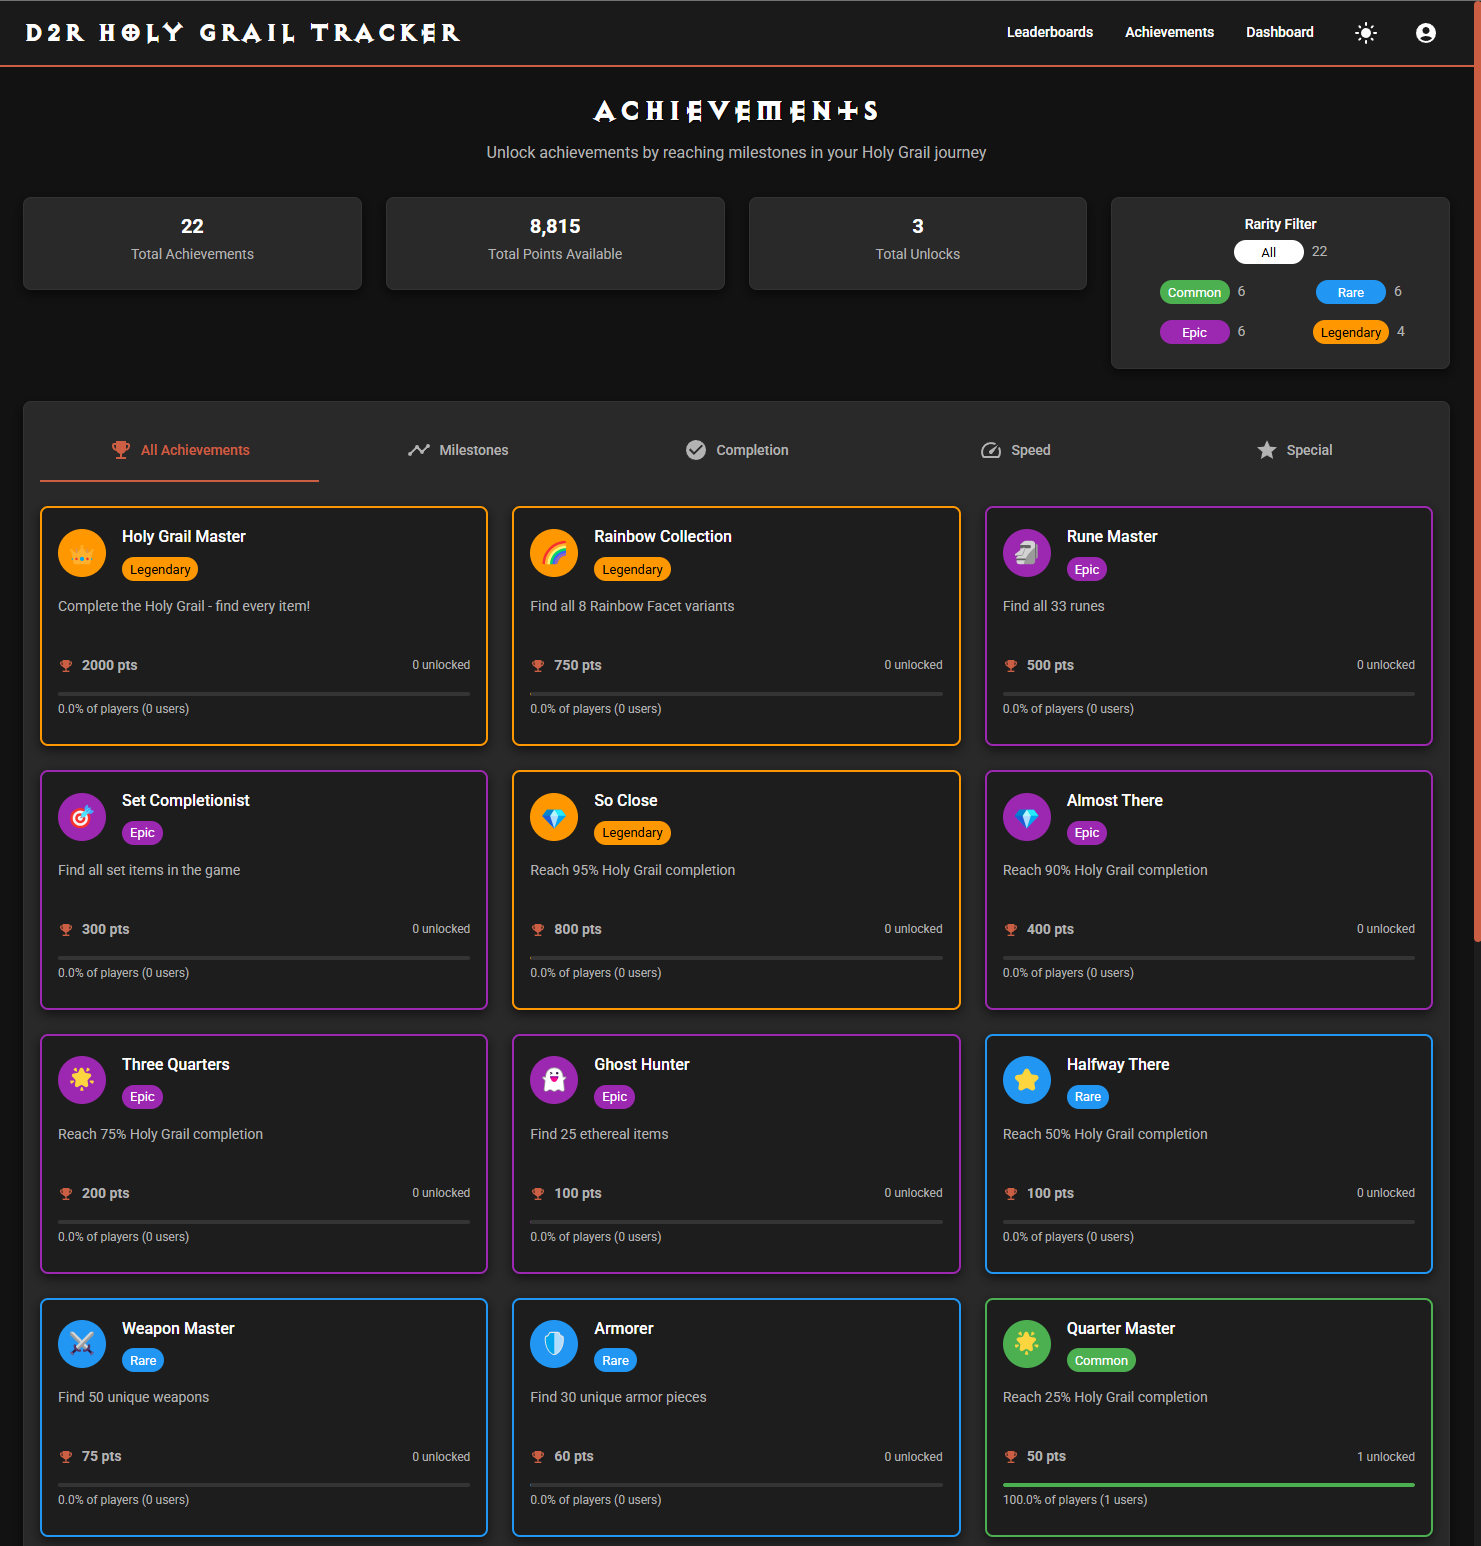 D2R HOLY GRAIL TRACKER
Leaderboards
Achievements
Dashboard
ACHIEVEMENTS
Unlock achievements by reaching milestones in your Holy Grail journey
22
Total Achievements
8,815
Total Points Available
3
Total Unlocks
Rarity Filter
All 22
Common 6
Rare 6
Epic 6
Legendary 4
All Achievements
Milestones
Completion
Speed
Special
Holy Grail Master
Legendary
Complete the Holy Grail - find every item!
2000 pts
0 unlocked
0.0% of players (0 users)
Rainbow Collection
Legendary
Find all 8 Rainbow Facet variants
750 pts
0 unlocked
0.0% of players (0 users)
Rune Master
Epic
Find all 33 runes
500 pts
0 unlocked
0.0% of players (0 users)
Set Completionist
Epic
Find all set items in the game
300 pts
0 unlocked
0.0% of players (0 users)
So Close
Legendary
Reach 95% Holy Grail completion
800 pts
0 unlocked
0.0% of players (0 users)
Almost There
Epic
Reach 90% Holy Grail completion
400 pts
0 unlocked
0.0% of players (0 users)
Three Quarters
Epic
Reach 75% Holy Grail completion
200 pts
0 unlocked
0.0% of players (0 users)
Ghost Hunter
Epic
Find 25 ethereal items
100 pts
0 unlocked
0.0% of players (0 users)
Halfway There
Rare
Reach 50% Holy Grail completion
100 pts
0 unlocked
0.0% of players (0 users)
Weapon Master
Rare
Find 50 unique weapons
75 pts
0 unlocked
0.0% of players (0 users)
Armorer
Rare
Find 30 unique armor pieces
60 pts
0 unlocked
0.0% of players (0 users)
Quarter Master
Common
Reach 25% Holy Grail completion
50 pts
1 unlocked
100.0% of players (1 users)